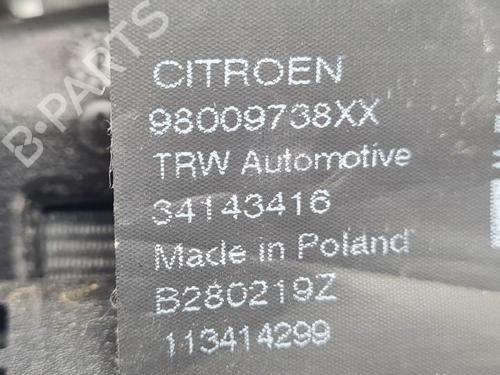 B-PARTS
CITROEN
98009738XX
TRW Automotive
34143416
Made in Poland
B280219Z
113414299